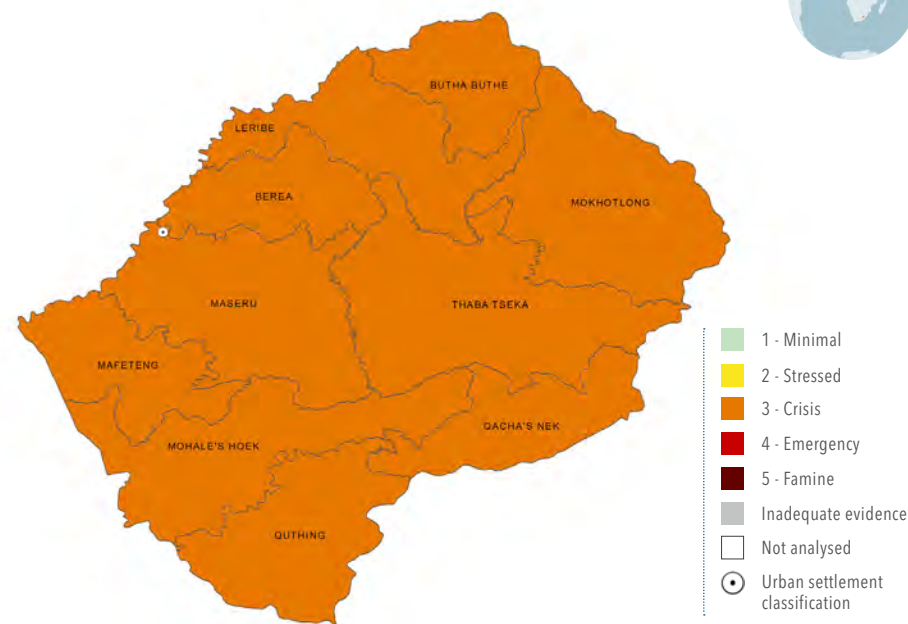 BUTHA BUTHE
LERIBE
BEREA
MOKHOTLONG
MASERU
THABA TSEKA
MAFETENG
QACHA'S NEK
MOHALE'S HOEK
QUTHING
1 - Minimal
2 - Stressed
3 - Crisis
4 - Emergency
5 - Famine
Inadequate evidence
Not analysed
Urban settlement
classification